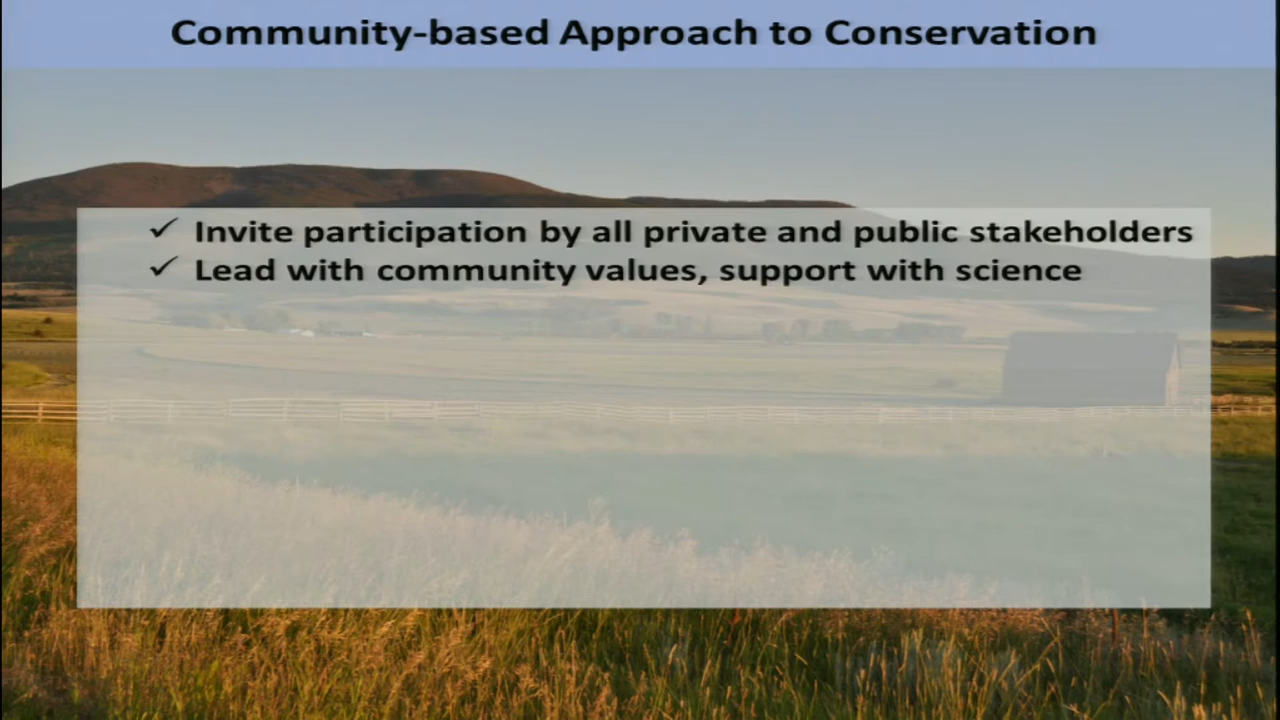 Community-based Approach to Conservation
✓ Invite participation by all private and public stakeholders
✓ Lead with community values, support with science